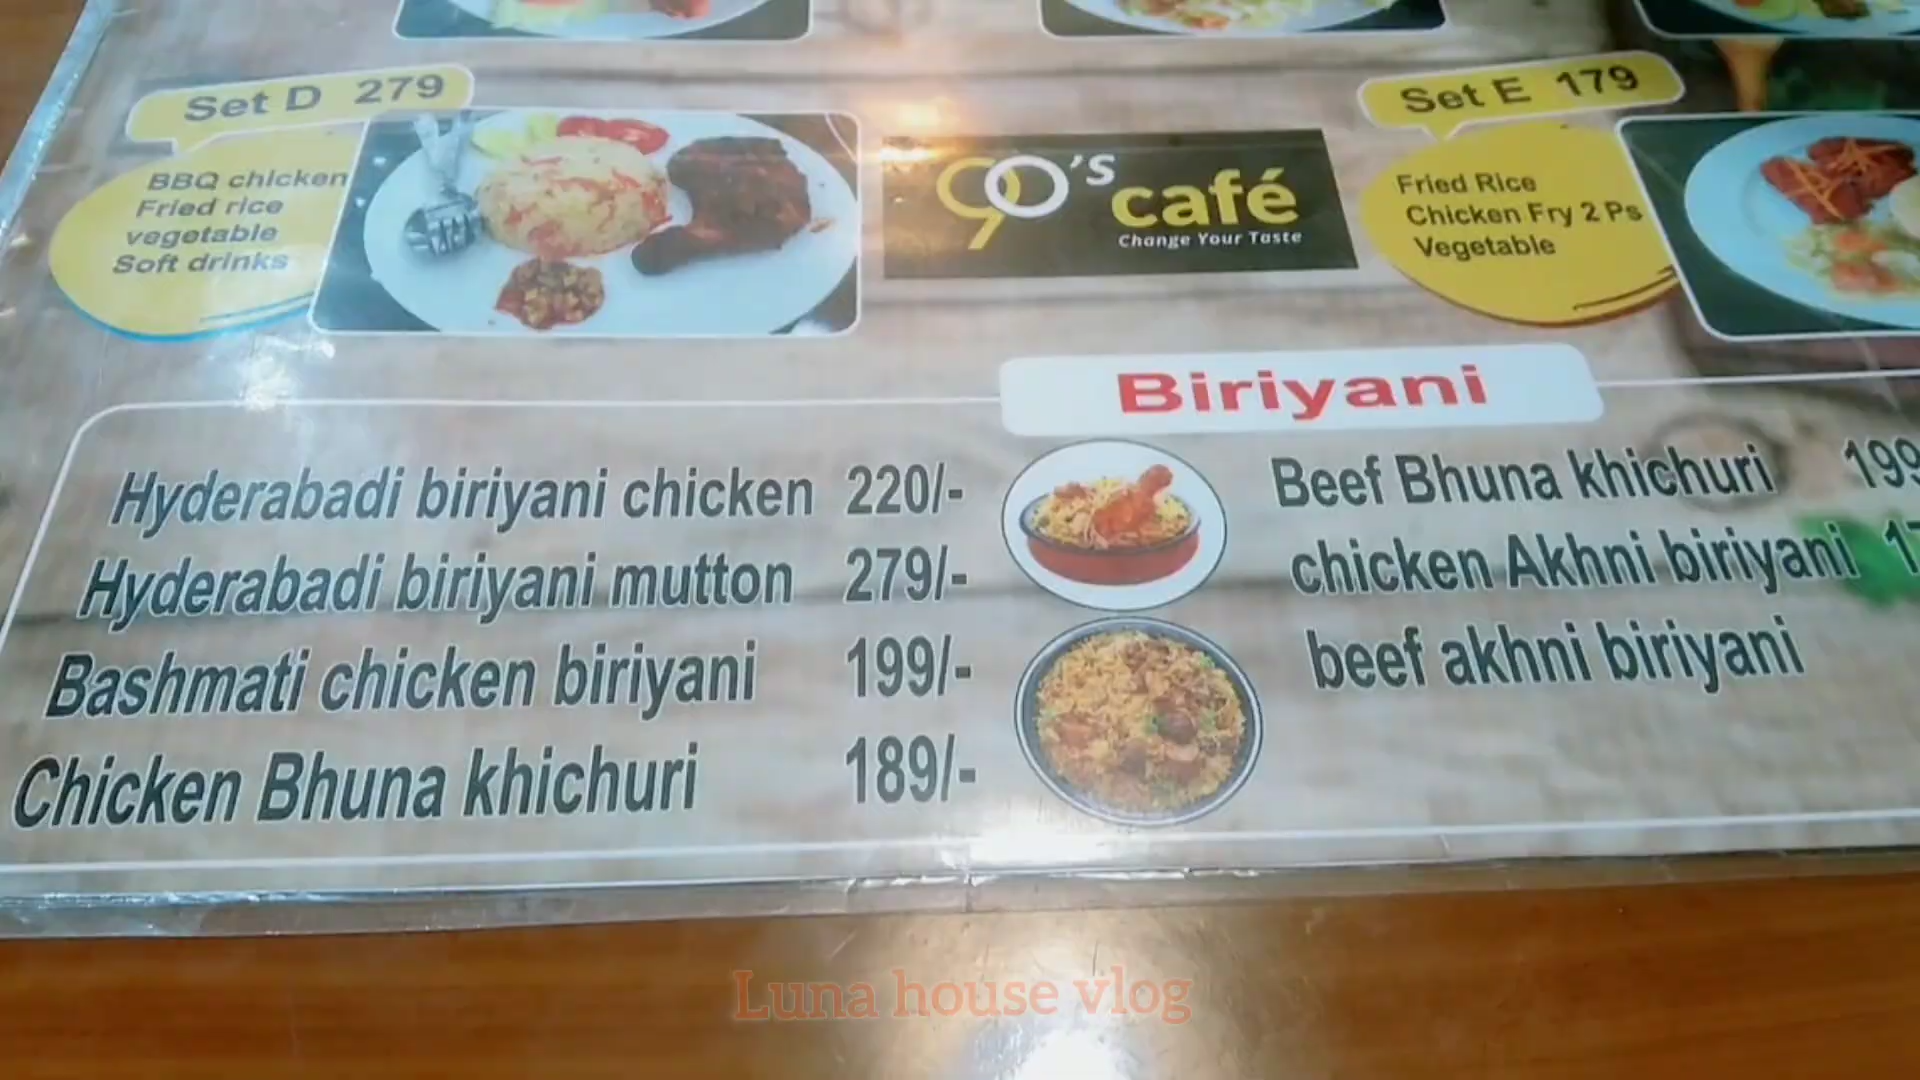 Set D 279
BBQ chicken
Fried rice
vegetable
Soft drinks
90's café
Change Your Taste
Set E 179
Fried Rice
Chicken Fry 2 Ps
Vegetable
Biriyani
Hyderabadi biriyani chicken 220/-
Hyderabadi biriyani mutton 279/-
Bashmati chicken biriyani 199/-
Chicken Bhuna khichuri 189/-
Beef Bhuna khichuri 199
chicken Akhni biriyani
beef akhni biriyani
Luna house vlog